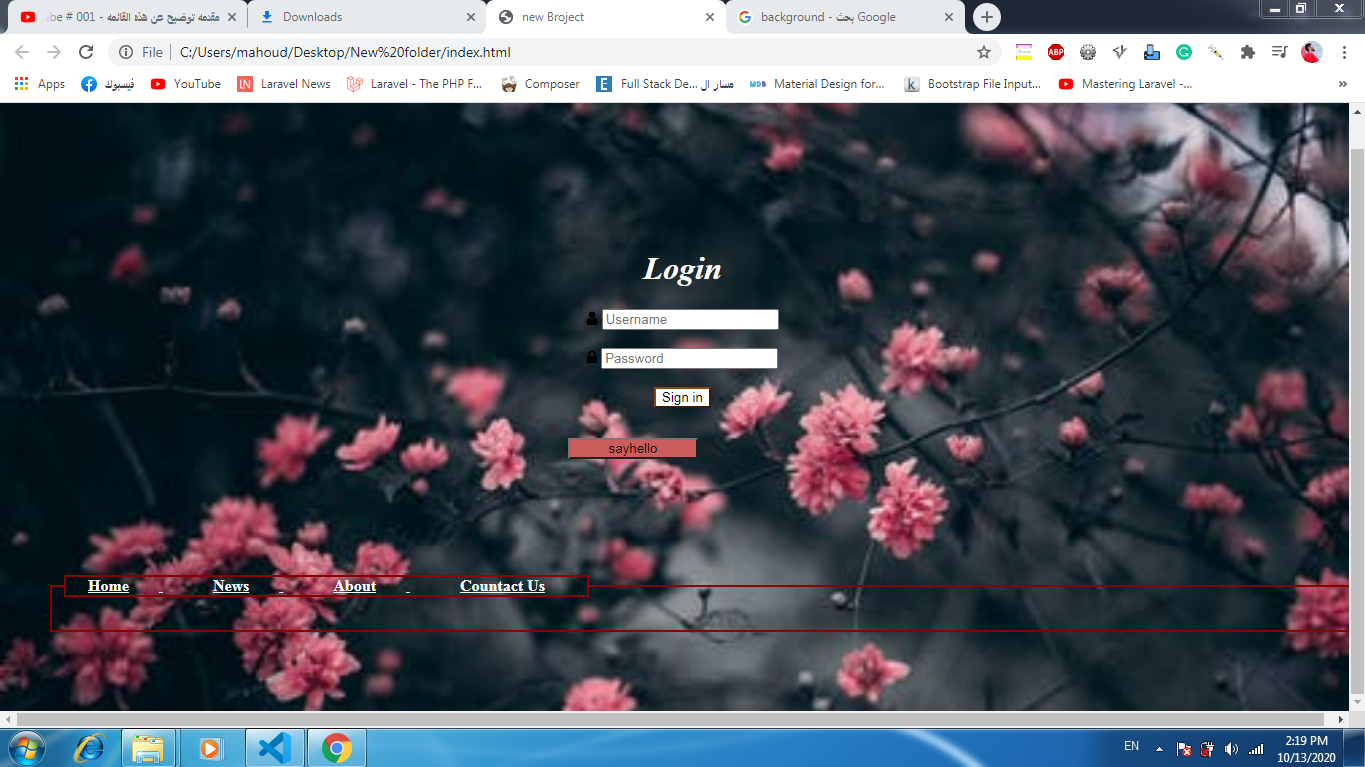 مقدمه توضيح عن هذه القائمه - 001 # be
Downloads
new Broject
background - بحث Google
File
C:/Users/mahoud/Desktop/New%20folder/index.html
ABP
Apps
فيسبوك
YouTube
Laravel News
Laravel - The PHP F...
Composer
Full Stack De... مسار ال
Material Design for...
Bootstrap File Input...
Mastering Laravel -...
Login
Username
Password
Sign in
sayhello
Home
News
About
Countact Us
EN
2:19 PM
10/13/2020